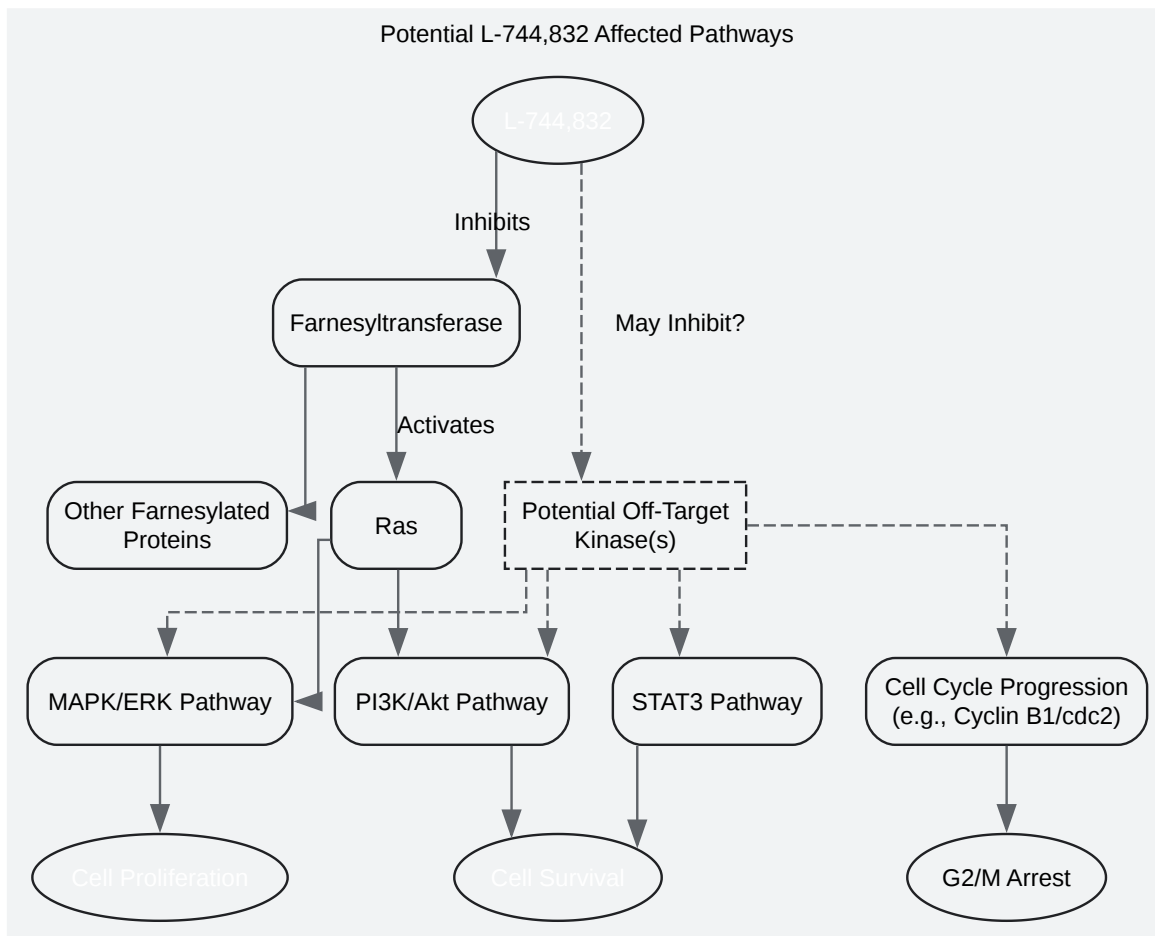 Potential L-744,832 Affected Pathways
L-744,832
Inhibits
Farnesyltransferase
May Inhibit?
Activates
Other Farnesylated
Proteins
Ras
Potential Off-Target
Kinase(s)
MAPK/ERK Pathway
PI3K/Akt Pathway
STAT3 Pathway
Cell Cycle Progression
(e.g., Cyclin B1/cdc2)
Cell Proliferation
Cell Survival
G2/M Arrest